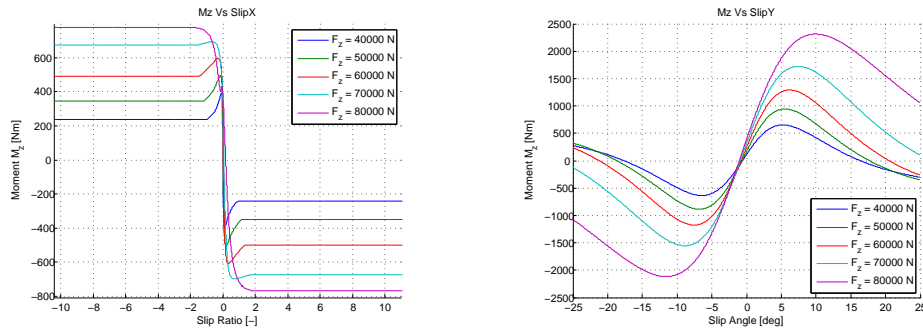 Mz Vs SlipX
Moment M_z [Nm]
800
600
400
200
0
−200
−400
−600
−800
−10
−8
−6
−4
−2
0
2
4
6
8
10
Slip Ratio [−]
F_z = 40000 N
F_z = 50000 N
F_z = 60000 N
F_z = 70000 N
F_z = 80000 N
Mz Vs SlipY
Moment M_z [Nm]
2500
2000
1500
1000
500
0
−500
−1000
−1500
−2000
−2500
−25
−20
−15
−10
−5
0
5
10
15
20
25
Slip Angle [deg]
F_z = 40000 N
F_z = 50000 N
F_z = 60000 N
F_z = 70000 N
F_z = 80000 N